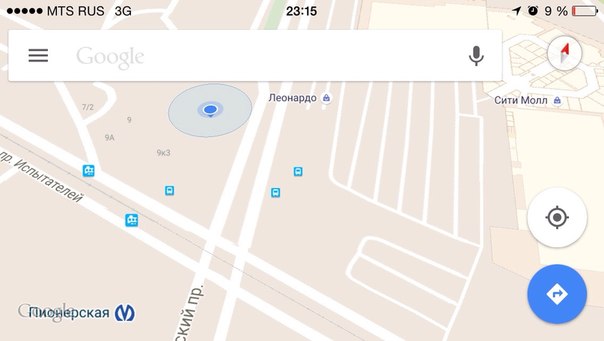 MTS RUS 3G 23:15 9 %
Google
Леонардо
Сити Молл
7/2
9
9А
9к3
пр. Испытателей
Google
Пионерская
ский пр.